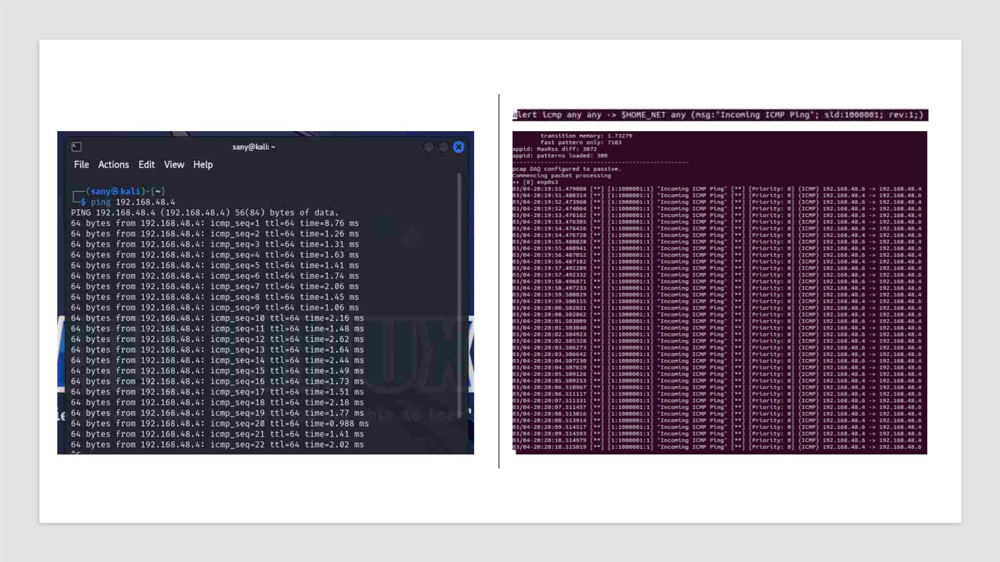 sany@kali: ~
File Actions Edit View Help
┌──(sany㉿kali)-[~]
└─$ ping 192.168.48.4
PING 192.168.48.4 (192.168.48.4) 56(84) bytes of data.
64 bytes from 192.168.48.4: icmp_seq=1 ttl=64 time=8.76 ms
64 bytes from 192.168.48.4: icmp_seq=2 ttl=64 time=1.26 ms
64 bytes from 192.168.48.4: icmp_seq=3 ttl=64 time=1.31 ms
64 bytes from 192.168.48.4: icmp_seq=4 ttl=64 time=1.63 ms
64 bytes from 192.168.48.4: icmp_seq=5 ttl=64 time=1.41 ms
64 bytes from 192.168.48.4: icmp_seq=6 ttl=64 time=1.74 ms
64 bytes from 192.168.48.4: icmp_seq=7 ttl=64 time=2.06 ms
64 bytes from 192.168.48.4: icmp_seq=8 ttl=64 time=1.45 ms
64 bytes from 192.168.48.4: icmp_seq=9 ttl=64 time=1.06 ms
64 bytes from 192.168.48.4: icmp_seq=10 ttl=64 time=2.16 ms
64 bytes from 192.168.48.4: icmp_seq=11 ttl=64 time=1.48 ms
64 bytes from 192.168.48.4: icmp_seq=12 ttl=64 time=2.62 ms
64 bytes from 192.168.48.4: icmp_seq=13 ttl=64 time=1.64 ms
64 bytes from 192.168.48.4: icmp_seq=14 ttl=64 time=2.44 ms
64 bytes from 192.168.48.4: icmp_seq=15 ttl=64 time=1.49 ms
64 bytes from 192.168.48.4: icmp_seq=16 ttl=64 time=1.73 ms
64 bytes from 192.168.48.4: icmp_seq=17 ttl=64 time=1.51 ms
64 bytes from 192.168.48.4: icmp_seq=18 ttl=64 time=2.18 ms
64 bytes from 192.168.48.4: icmp_seq=19 ttl=64 time=1.77 ms
64 bytes from 192.168.48.4: icmp_seq=20 ttl=64 time=0.988 ms
64 bytes from 192.168.48.4: icmp_seq=21 ttl=64 time=1.41 ms
64 bytes from 192.168.48.4: icmp_seq=22 ttl=64 time=2.02 ms
alert icmp any any -> $HOME_NET any (msg:"Incoming ICMP Ping"; sid:1000001; rev:1;)
transition memory: 1.73279
fast pattern only: 7103
appid: MaxRss diff: 3072
appid: patterns loaded: 300
--------------------------------------------------
pcap DAQ configured to passive.
Commencing packet processing
++ [0] enp0s3
03/04-20:19:51.479088 [**] [1:1000001:1] "Incoming ICMP Ping" [**] [Priority: 0] {ICMP} 192.168.48.6 -> 192.168.48.4
03/04-20:19:51.480314 [**] [1:1000001:1] "Incoming ICMP Ping" [**] [Priority: 0] {ICMP} 192.168.48.4 -> 192.168.48.6
03/04-20:19:52.473968 [**] [1:1000001:1] "Incoming ICMP Ping" [**] [Priority: 0] {ICMP} 192.168.48.6 -> 192.168.48.4
03/04-20:19:52.474064 [**] [1:1000001:1] "Incoming ICMP Ping" [**] [Priority: 0] {ICMP} 192.168.48.4 -> 192.168.48.6
03/04-20:19:53.476162 [**] [1:1000001:1] "Incoming ICMP Ping" [**] [Priority: 0] {ICMP} 192.168.48.6 -> 192.168.48.4
03/04-20:19:53.476305 [**] [1:1000001:1] "Incoming ICMP Ping" [**] [Priority: 0] {ICMP} 192.168.48.4 -> 192.168.48.6
03/04-20:19:54.476426 [**] [1:1000001:1] "Incoming ICMP Ping" [**] [Priority: 0] {ICMP} 192.168.48.6 -> 192.168.48.4
03/04-20:19:54.476728 [**] [1:1000001:1] "Incoming ICMP Ping" [**] [Priority: 0] {ICMP} 192.168.48.4 -> 192.168.48.6
03/04-20:19:55.480828 [**] [1:1000001:1] "Incoming ICMP Ping" [**] [Priority: 0] {ICMP} 192.168.48.6 -> 192.168.48.4
03/04-20:19:55.480941 [**] [1:1000001:1] "Incoming ICMP Ping" [**] [Priority: 0] {ICMP} 192.168.48.4 -> 192.168.48.6
03/04-20:19:56.487052 [**] [1:1000001:1] "Incoming ICMP Ping" [**] [Priority: 0] {ICMP} 192.168.48.6 -> 192.168.48.4
03/04-20:19:56.487182 [**] [1:1000001:1] "Incoming ICMP Ping" [**] [Priority: 0] {ICMP} 192.168.48.4 -> 192.168.48.6
03/04-20:19:57.492289 [**] [1:1000001:1] "Incoming ICMP Ping" [**] [Priority: 0] {ICMP} 192.168.48.6 -> 192.168.48.4
03/04-20:19:57.492332 [**] [1:1000001:1] "Incoming ICMP Ping" [**] [Priority: 0] {ICMP} 192.168.48.4 -> 192.168.48.6
03/04-20:19:58.496871 [**] [1:1000001:1] "Incoming ICMP Ping" [**] [Priority: 0] {ICMP} 192.168.48.6 -> 192.168.48.4
03/04-20:19:58.497233 [**] [1:1000001:1] "Incoming ICMP Ping" [**] [Priority: 0] {ICMP} 192.168.48.4 -> 192.168.48.6
03/04-20:19:59.500029 [**] [1:1000001:1] "Incoming ICMP Ping" [**] [Priority: 0] {ICMP} 192.168.48.6 -> 192.168.48.4
03/04-20:19:59.500155 [**] [1:1000001:1] "Incoming ICMP Ping" [**] [Priority: 0] {ICMP} 192.168.48.4 -> 192.168.48.6
03/04-20:20:00.502021 [**] [1:1000001:1] "Incoming ICMP Ping" [**] [Priority: 0] {ICMP} 192.168.48.6 -> 192.168.48.4
03/04-20:20:00.502062 [**] [1:1000001:1] "Incoming ICMP Ping" [**] [Priority: 0] {ICMP} 192.168.48.4 -> 192.168.48.6
03/04-20:20:01.503009 [**] [1:1000001:1] "Incoming ICMP Ping" [**] [Priority: 0] {ICMP} 192.168.48.6 -> 192.168.48.4
03/04-20:20:01.503040 [**] [1:1000001:1] "Incoming ICMP Ping" [**] [Priority: 0] {ICMP} 192.168.48.4 -> 192.168.48.6
03/04-20:20:02.504923 [**] [1:1000001:1] "Incoming ICMP Ping" [**] [Priority: 0] {ICMP} 192.168.48.6 -> 192.168.48.4
03/04-20:20:02.505328 [**] [1:1000001:1] "Incoming ICMP Ping" [**] [Priority: 0] {ICMP} 192.168.48.4 -> 192.168.48.6
03/04-20:20:03.506273 [**] [1:1000001:1] "Incoming ICMP Ping" [**] [Priority: 0] {ICMP} 192.168.48.6 -> 192.168.48.4
03/04-20:20:03.506642 [**] [1:1000001:1] "Incoming ICMP Ping" [**] [Priority: 0] {ICMP} 192.168.48.4 -> 192.168.48.6
03/04-20:20:04.507230 [**] [1:1000001:1] "Incoming ICMP Ping" [**] [Priority: 0] {ICMP} 192.168.48.6 -> 192.168.48.4
03/04-20:20:04.507619 [**] [1:1000001:1] "Incoming ICMP Ping" [**] [Priority: 0] {ICMP} 192.168.48.4 -> 192.168.48.6
03/04-20:20:05.509126 [**] [1:1000001:1] "Incoming ICMP Ping" [**] [Priority: 0] {ICMP} 192.168.48.6 -> 192.168.48.4
03/04-20:20:05.509253 [**] [1:1000001:1] "Incoming ICMP Ping" [**] [Priority: 0] {ICMP} 192.168.48.4 -> 192.168.48.6
03/04-20:20:06.510967 [**] [1:1000001:1] "Incoming ICMP Ping" [**] [Priority: 0] {ICMP} 192.168.48.6 -> 192.168.48.4
03/04-20:20:06.511117 [**] [1:1000001:1] "Incoming ICMP Ping" [**] [Priority: 0] {ICMP} 192.168.48.4 -> 192.168.48.6
03/04-20:20:07.511331 [**] [1:1000001:1] "Incoming ICMP Ping" [**] [Priority: 0] {ICMP} 192.168.48.6 -> 192.168.48.4
03/04-20:20:07.511457 [**] [1:1000001:1] "Incoming ICMP Ping" [**] [Priority: 0] {ICMP} 192.168.48.4 -> 192.168.48.6
03/04-20:20:08.513816 [**] [1:1000001:1] "Incoming ICMP Ping" [**] [Priority: 0] {ICMP} 192.168.48.6 -> 192.168.48.4
03/04-20:20:08.513914 [**] [1:1000001:1] "Incoming ICMP Ping" [**] [Priority: 0] {ICMP} 192.168.48.4 -> 192.168.48.6
03/04-20:20:09.514517 [**] [1:1000001:1] "Incoming ICMP Ping" [**] [Priority: 0] {ICMP} 192.168.48.6 -> 192.168.48.4
03/04-20:20:09.514593 [**] [1:1000001:1] "Incoming ICMP Ping" [**] [Priority: 0] {ICMP} 192.168.48.4 -> 192.168.48.6
03/04-20:20:10.514979 [**] [1:1000001:1] "Incoming ICMP Ping" [**] [Priority: 0] {ICMP} 192.168.48.6 -> 192.168.48.4
03/04-20:20:10.515019 [**] [1:1000001:1] "Incoming ICMP Ping" [**] [Priority: 0] {ICMP} 192.168.48.4 -> 192.168.48.6